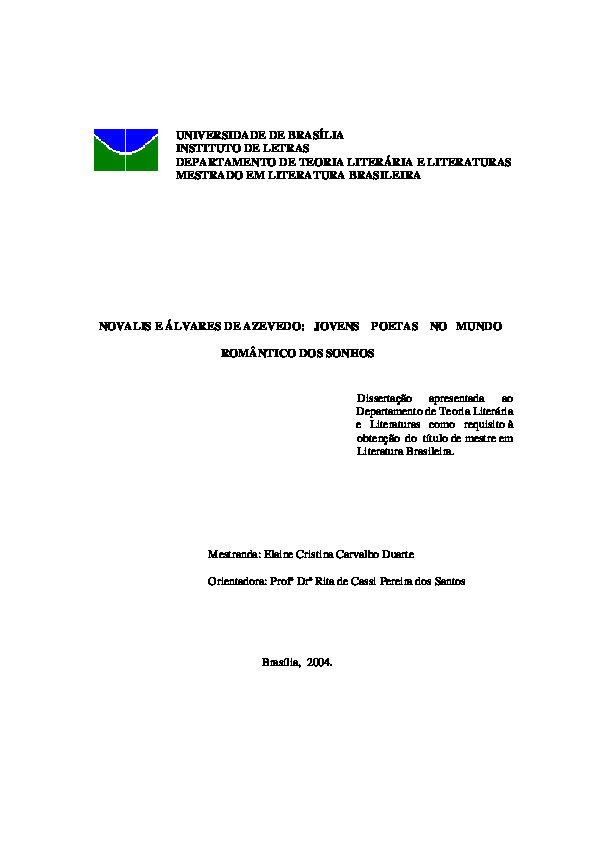 UNIVERSIDADE DE BRASÍLIA
INSTITUTO DE LETRAS
DEPARTAMENTO DE TEORIA LITERÁRIA E LITERATURAS
MESTRADO EM LITERATURA BRASILEIRA
NOVALIS E ÁLVARES DE AZEVEDO: JOVENS POETAS NO MUNDO
ROMÂNTICO DOS SONHOS
Dissertação apresentada ao
Departamento de Teoria Literária
e Literaturas como requisito à
obtenção do título de mestre em
Literatura Brasileira.
Mestranda: Elaine Cristina Carvalho Duarte
Orientadora: Profª Drª Rita de Cassi Pereira dos Santos
Brasília, 2004.